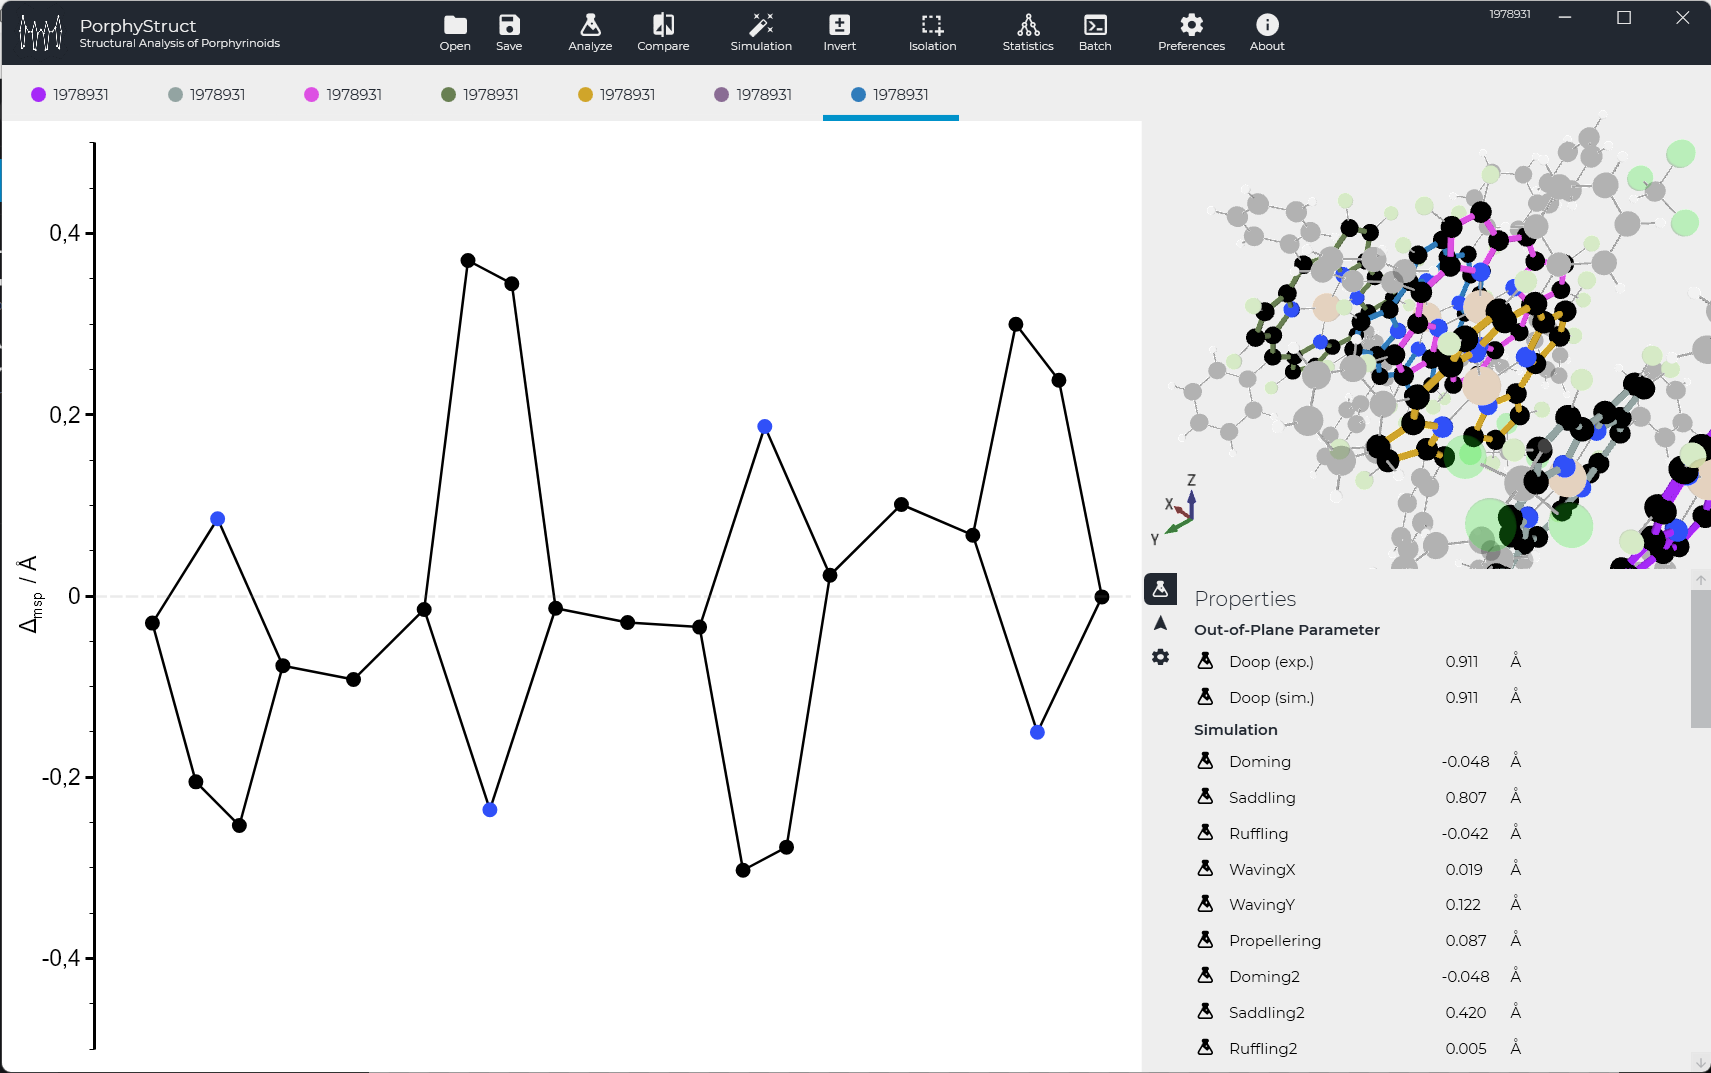 PorphyStruct
Structural Analysis of Porphyrinoids
Open
Save
Analyze
Compare
Simulation
Invert
Isolation
Statistics
Batch
Preferences
About
1978931
1978931
1978931
1978931
1978931
1978931
1978931
1978931
0,4
0,2
0
-0,2
-0,4
Δmsp / Å
Z
X
Y
Properties
Out-of-Plane Parameter
Doop (exp.) 0.911 Å
Doop (sim.) 0.911 Å
Simulation
Doming -0.048 Å
Saddling 0.807 Å
Ruffling -0.042 Å
WavingX 0.019 Å
WavingY 0.122 Å
Propellering 0.087 Å
Doming2 -0.048 Å
Saddling2 0.420 Å
Ruffling2 0.005 Å